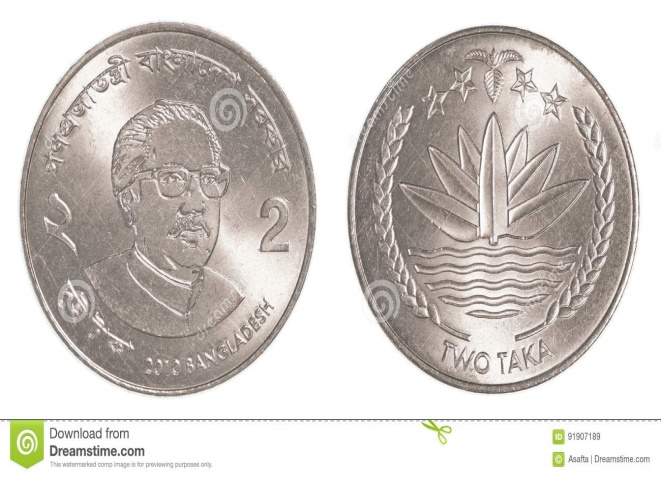 গণপ্রজাতন্ত্রী বাংলাদেশ সরকার
২
2
2010 BANGLADESH
TWO TAKA
Download from
Dreamstime.com
This watermarked comp image is for previewing purposes only.
ID 91907189
© Asafta | Dreamstime.com